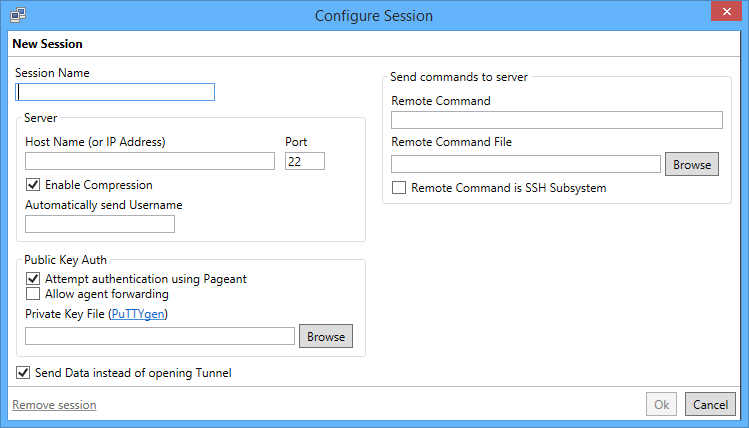 Configure Session
New Session
Session Name
Server
Host Name (or IP Address)
Port
22
Enable Compression
Automatically send Username
Public Key Auth
Attempt authentication using Pageant
Allow agent forwarding
Private Key File (PuTTYgen)
Browse
Send Data instead of opening Tunnel
Send commands to server
Remote Command
Remote Command File
Browse
Remote Command is SSH Subsystem
Remove session
Ok
Cancel